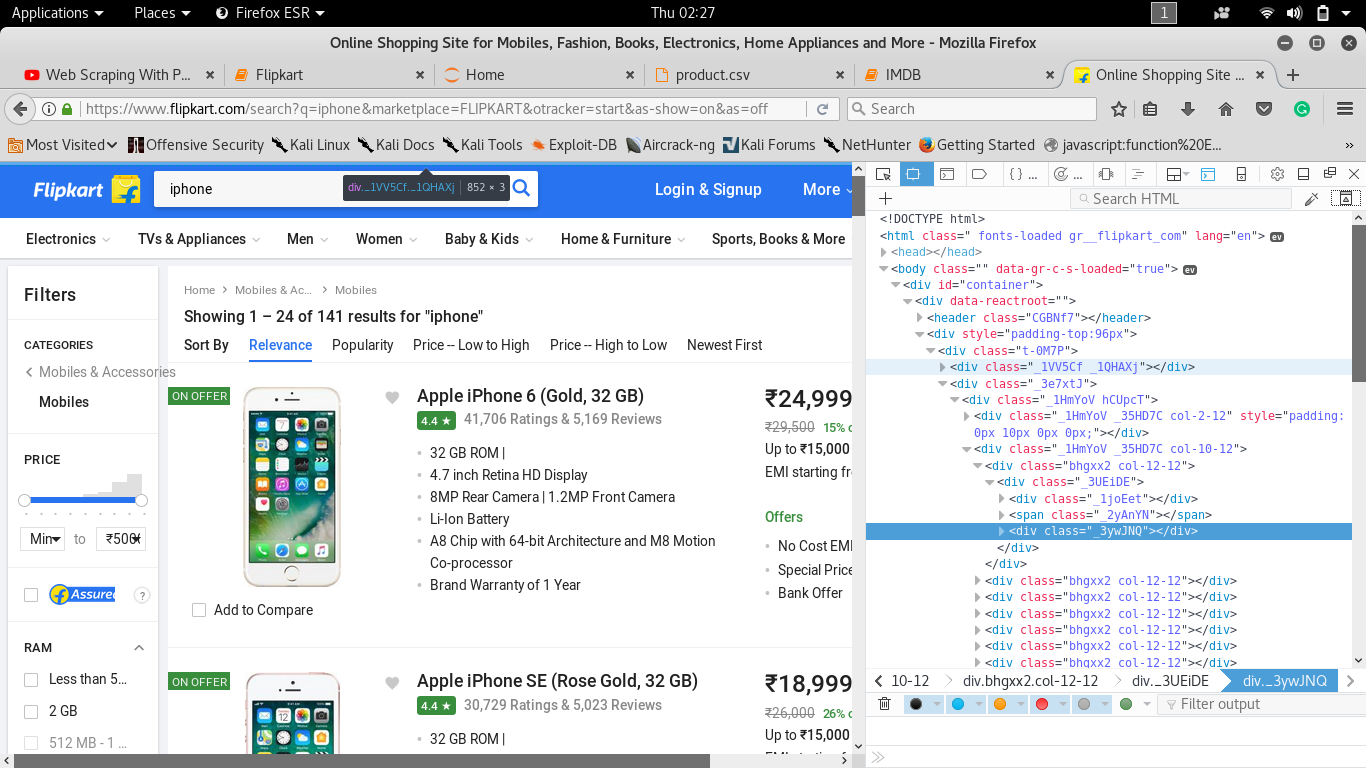 Applications Places Firefox ESR Thu 02:27 1
Online Shopping Site for Mobiles, Fashion, Books, Electronics, Home Appliances and More - Mozilla Firefox
Web Scraping With P... Flipkart Home product.csv IMDB Online Shopping Site ...
https://www.flipkart.com/search?q=iphone&marketplace=FLIPKART&otracker=start&as-show=on&as=off Search
Most Visited Offensive Security Kali Linux Kali Docs Kali Tools Exploit-DB Aircrack-ng Kali Forums NetHunter Getting Started javascript:function%20E... »
Flipkart iphone Login & Signup More
div._1VV5Cf._1QHAXj 852 × 3
Electronics TVs & Appliances Men Women Baby & Kids Home & Furniture Sports, Books & More
Filters
CATEGORIES
Mobiles & Accessories
Mobiles
PRICE
Min to ₹500
Assured ?
RAM
Less than 5...
2 GB
512 MB - 1 ...
Home Mobiles & Ac... Mobiles
Showing 1 – 24 of 141 results for "iphone"
Sort By Relevance Popularity Price -- Low to High Price -- High to Low Newest First
ON OFFER
Add to Compare
Apple iPhone 6 (Gold, 32 GB)
4.4 ★ 41,706 Ratings & 5,169 Reviews
32 GB ROM |
4.7 inch Retina HD Display
8MP Rear Camera | 1.2MP Front Camera
Li-Ion Battery
A8 Chip with 64-bit Architecture and M8 Motion
Co-processor
Brand Warranty of 1 Year
₹24,999
₹29,500 15% o
Up to ₹15,000
EMI starting fr
Offers
No Cost EMI
Special Price
Bank Offer
ON OFFER
Apple iPhone SE (Rose Gold, 32 GB)
4.4 ★ 30,729 Ratings & 5,023 Reviews
32 GB ROM |
₹18,999
₹26,000 26% o
Up to ₹15,000
{ } ...
+ Search HTML
<!DOCTYPE html>
<html class=" fonts-loaded gr__flipkart_com" lang="en"> ev
<head></head>
<body class="" data-gr-c-s-loaded="true"> ev
<div id="container">
<div data-reactroot="">
<header class="CGBNf7"></header>
<div style="padding-top:96px">
<div class="t-0M7P">
<div class="_1VV5Cf _1QHAXj"></div>
<div class="_3e7xtJ">
<div class="_1HmYoV hCUpcT">
<div class="_1HmYoV _35HD7C col-2-12" style="padding:
0px 10px 0px 0px;"></div>
<div class="_1HmYoV _35HD7C col-10-12">
<div class="bhgxx2 col-12-12">
<div class="_3UEiDE">
<div class="_1joEet"></div>
<span class="_2yAnYN"></span>
<div class="_3ywJNQ"></div>
</div>
</div>
<div class="bhgxx2 col-12-12"></div>
<div class="bhgxx2 col-12-12"></div>
<div class="bhgxx2 col-12-12"></div>
<div class="bhgxx2 col-12-12"></div>
<div class="bhgxx2 col-12-12"></div>
<div class="bhgxx2 col-12-12"></div>
10-12 div.bhgxx2.col-12-12 div._3UEiDE div._3ywJNQ
Filter output